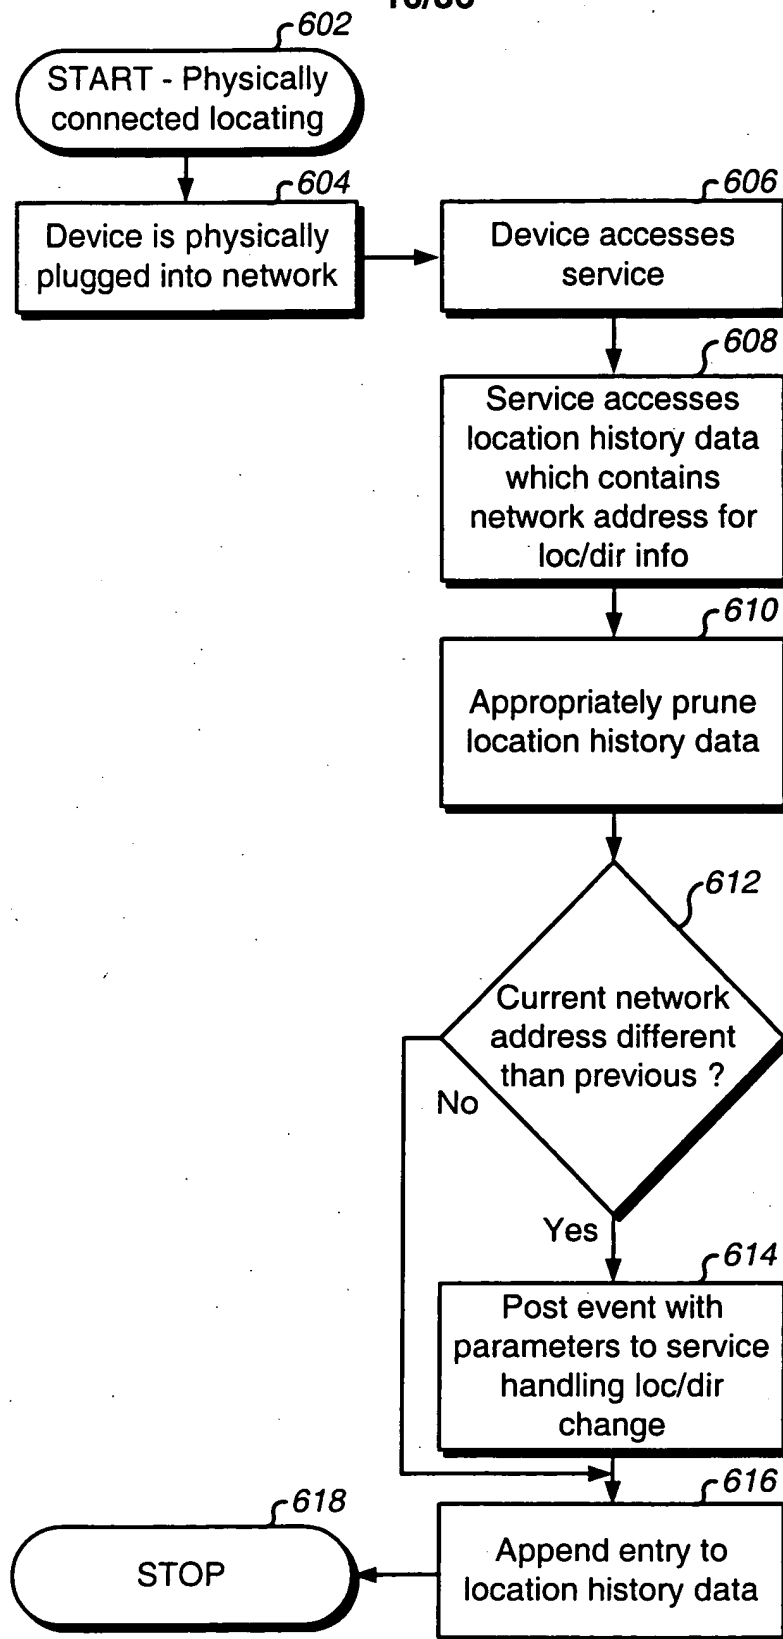 602
START - Physically
connected locating
604
Device is physically
plugged into network
606
Device accesses
service
608
Service accesses
location history data
which contains
network address for
loc/dir info
610
Appropriately prune
location history data
612
Current network
address different
than previous ?
No
Yes
614
Post event with
parameters to service
handling loc/dir
change
616
Append entry to
location history data
618
STOP